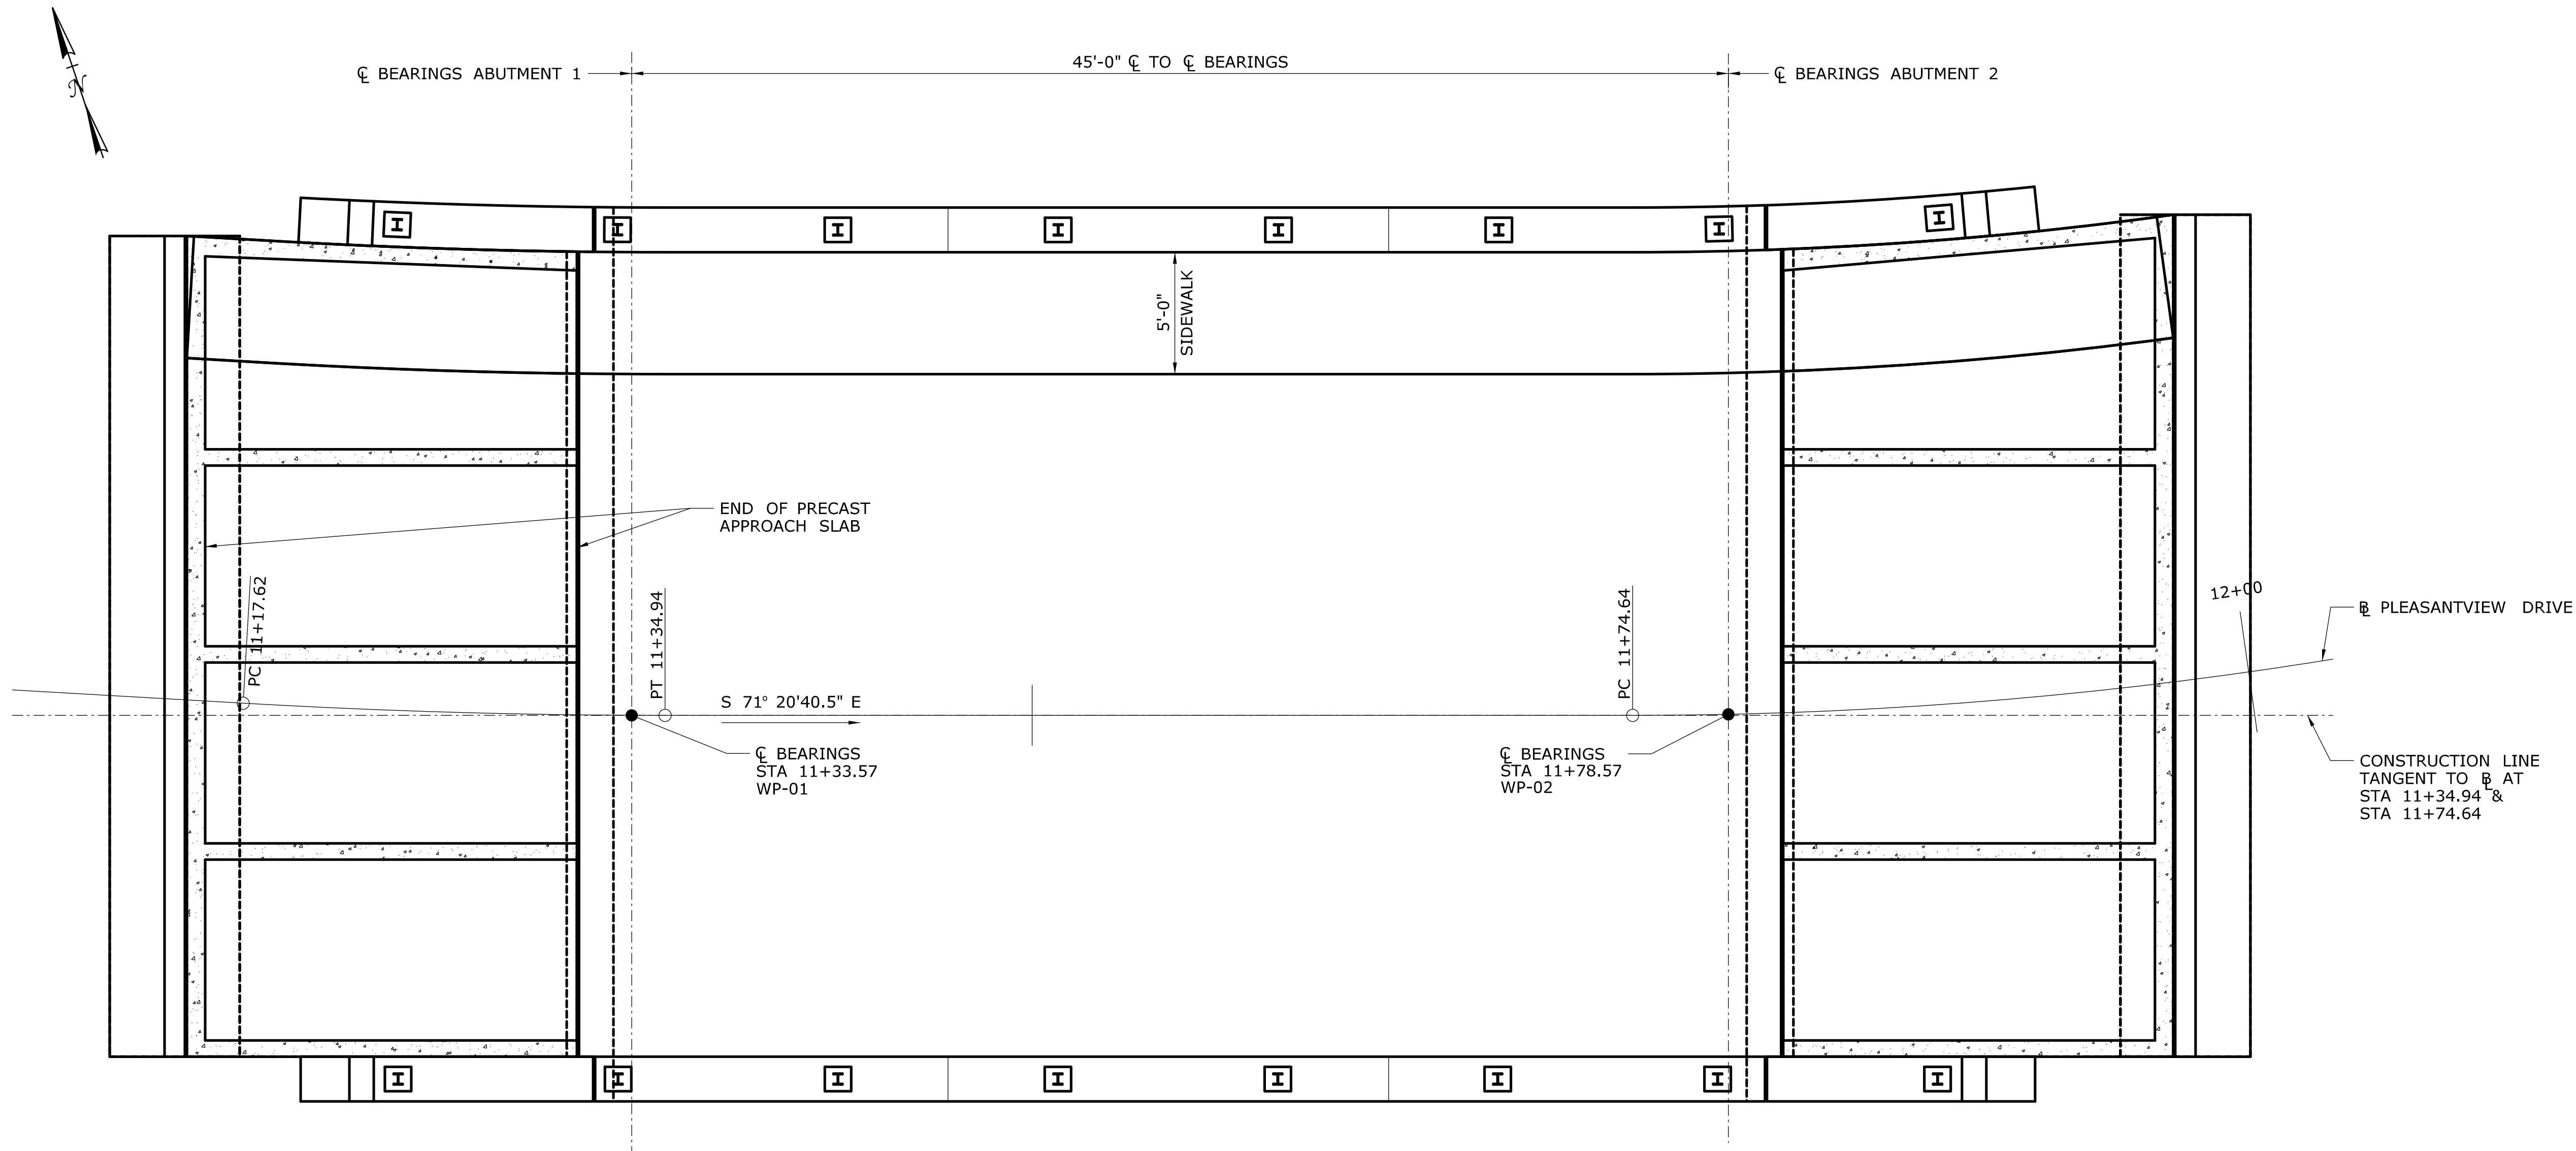 N
℄ BEARINGS ABUTMENT 1
45'-0" ℄ TO ℄ BEARINGS
℄ BEARINGS ABUTMENT 2
5'-0"
SIDEWALK
END OF PRECAST
APPROACH SLAB
PC 11+17.62
PT 11+34.94
S 71° 20'40.5" E
PC 11+74.64
12+00
BL PLEASANTVIEW DRIVE
℄ BEARINGS
STA 11+33.57
WP-01
℄ BEARINGS
STA 11+78.57
WP-02
CONSTRUCTION LINE
TANGENT TO BL AT
STA 11+34.94 &
STA 11+74.64